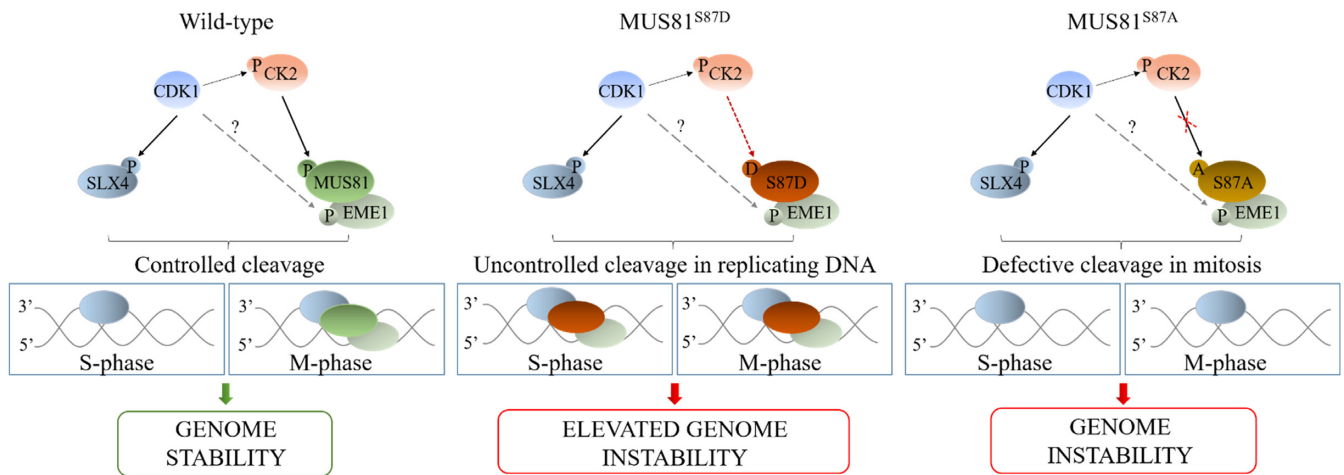 Wild-type
P
CK2
CDK1
?
P
SLX4
P
MUS81
P
EME1
Controlled cleavage
3’
5’
S-phase
3’
5’
M-phase
GENOME
STABILITY
MUS81S87D
P
CK2
CDK1
?
P
SLX4
D
S87D
P
EME1
Uncontrolled cleavage in replicating DNA
3’
5’
S-phase
3’
5’
M-phase
ELEVATED GENOME
INSTABILITY
MUS81S87A
P
CK2
CDK1
?
P
SLX4
A
S87A
P
EME1
Defective cleavage in mitosis
3’
5’
S-phase
3’
5’
M-phase
GENOME
INSTABILITY